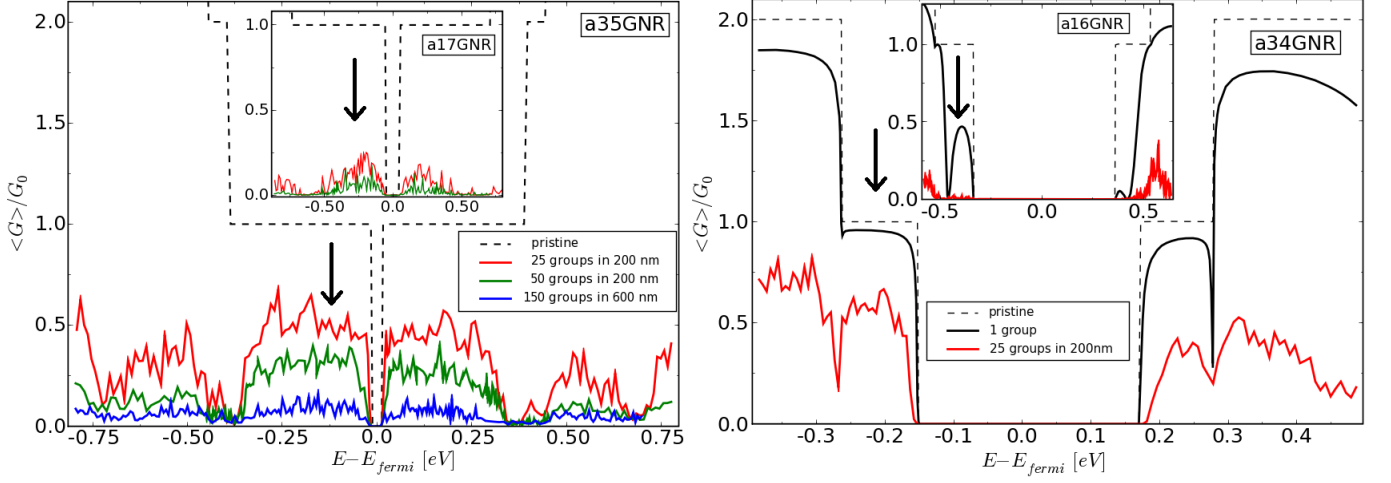 2.0
1.5
1.0
0.5
0.0
<G>/G0
-0.75
-0.50
-0.25
0.0
0.25
0.50
0.75
E−Efermi [eV]
a35GNR
1.0
0.5
0.0
-0.50
0.0
0.50
a17GNR
pristine
25 groups in 200 nm
50 groups in 200 nm
150 groups in 600 nm
2.0
1.5
1.0
0.5
0.0
<G>/G0
-0.3
-0.2
-0.1
0.0
0.1
0.2
0.3
0.4
E−Efermi [eV]
a34GNR
1.0
0.5
0.0
-0.5
0.0
0.5
a16GNR
pristine
1 group
25 groups in 200nm